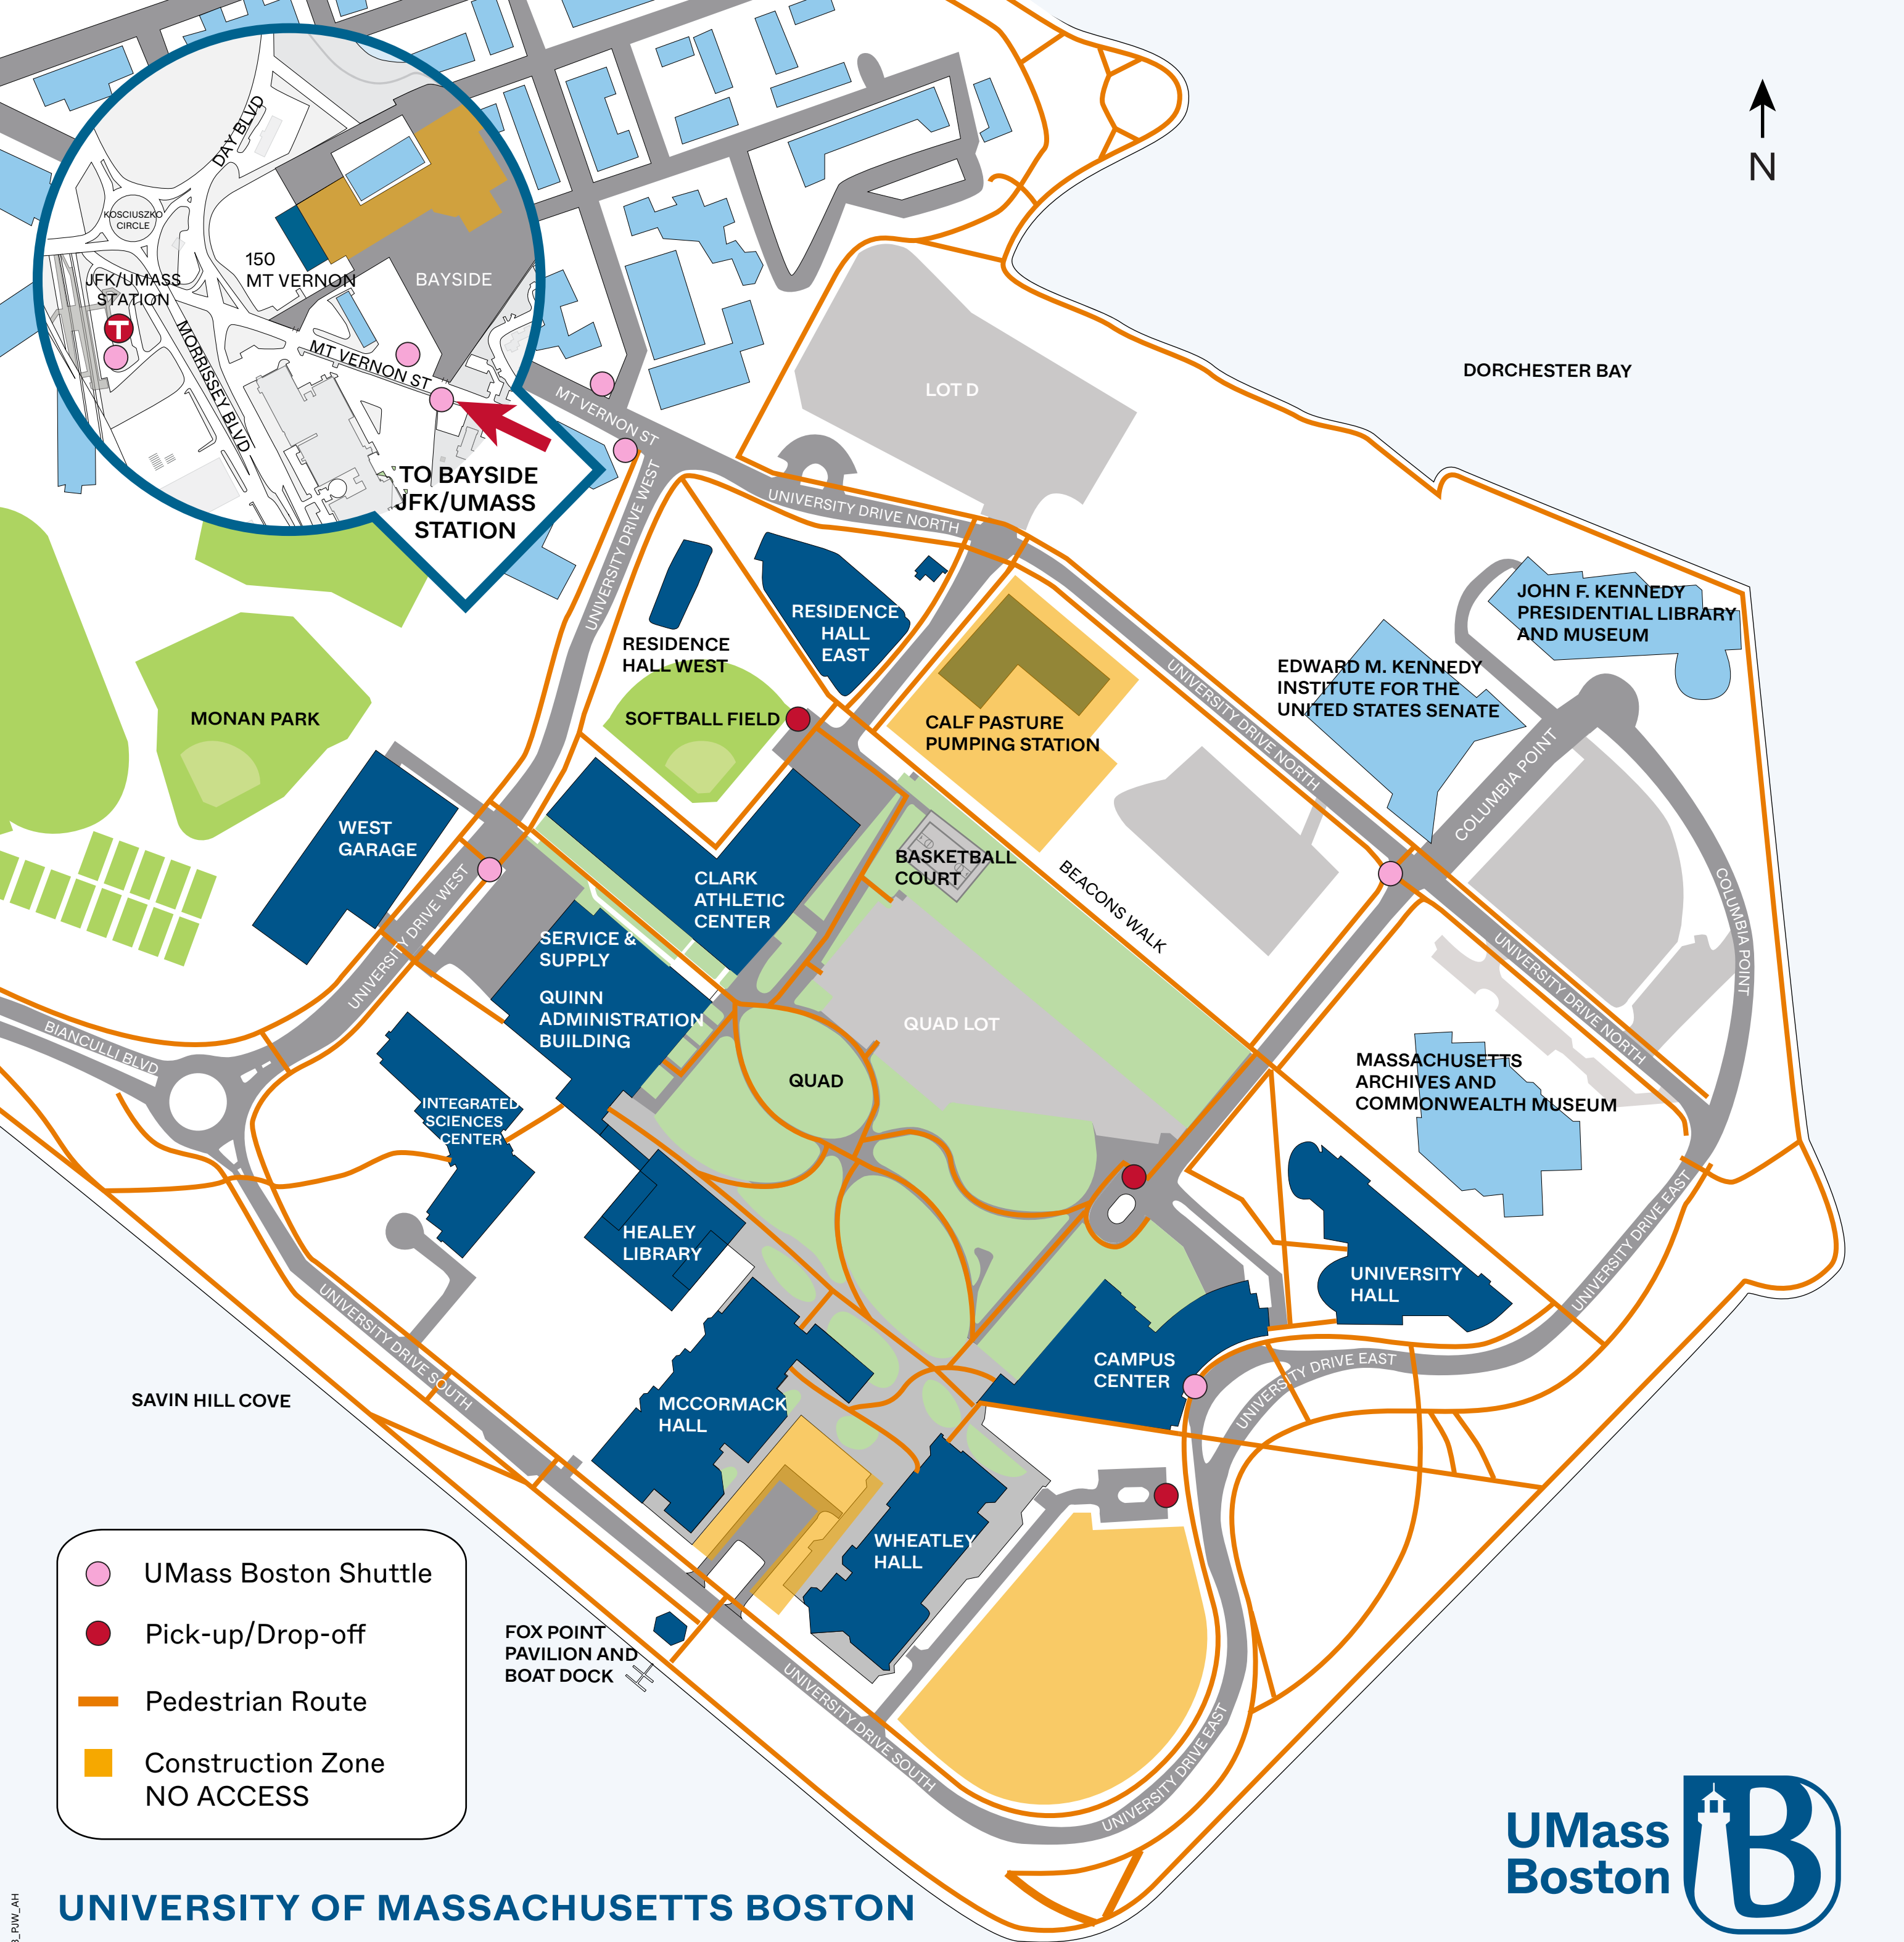 N
DAY BLVD
KOSCIUSZKO
CIRCLE
150
MT VERNON
BAYSIDE
JFK/UMASS
STATION
T
MORRISSEY BLVD
MT VERNON ST
TO BAYSIDE
JFK/UMASS
STATION
MT VERNON ST
LOT D
DORCHESTER BAY
UNIVERSITY DRIVE NORTH
UNIVERSITY DRIVE WEST
RESIDENCE
HALL
EAST
RESIDENCE
HALL WEST
JOHN F. KENNEDY
PRESIDENTIAL LIBRARY
AND MUSEUM
EDWARD M. KENNEDY
INSTITUTE FOR THE
UNITED STATES SENATE
MONAN PARK
SOFTBALL FIELD
CALF PASTURE
PUMPING STATION
UNIVERSITY DRIVE NORTH
COLUMBIA POINT
WEST
GARAGE
CLARK
ATHLETIC
CENTER
BASKETBALL
COURT
BEACONS WALK
COLUMBIA POINT
UNIVERSITY DRIVE WEST
SERVICE &
SUPPLY
QUINN
ADMINISTRATION
BUILDING
QUAD LOT
UNIVERSITY DRIVE NORTH
BIANCULLI BLVD
QUAD
MASSACHUSETTS
ARCHIVES AND
COMMONWEALTH MUSEUM
INTEGRATED
SCIENCES
CENTER
HEALEY
LIBRARY
UNIVERSITY
HALL
UNIVERSITY DRIVE EAST
UNIVERSITY DRIVE SOUTH
CAMPUS
CENTER
UNIVERSITY DRIVE EAST
SAVIN HILL COVE
MCCORMACK
HALL
WHEATLEY
HALL
FOX POINT
PAVILION AND
BOAT DOCK
UNIVERSITY DRIVE SOUTH
UNIVERSITY DRIVE EAST
UMass Boston Shuttle
Pick-up/Drop-off
Pedestrian Route
Construction Zone
NO ACCESS
UMass
Boston
B
UNIVERSITY OF MASSACHUSETTS BOSTON
_PJW_AH